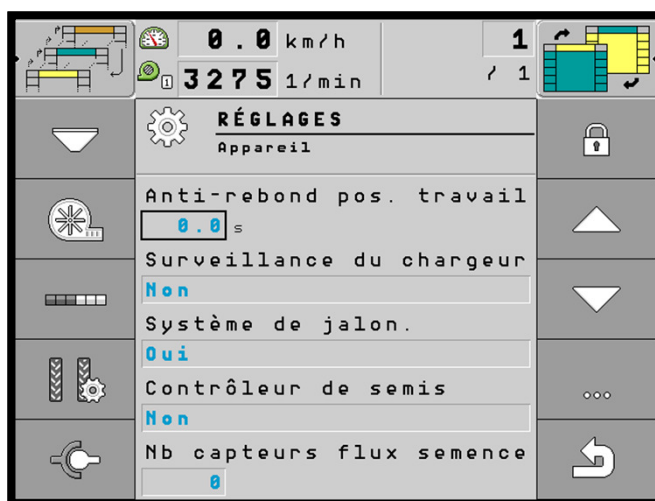 0.0 km/h
1
1 3275 1/min
/ 1
RÉGLAGES
Appareil
Anti-rebond pos. travail
0.0 s
Surveillance du chargeur
Non
Système de jalon.
Oui
Contrôleur de semis
Non
Nb capteurs flux semence
0